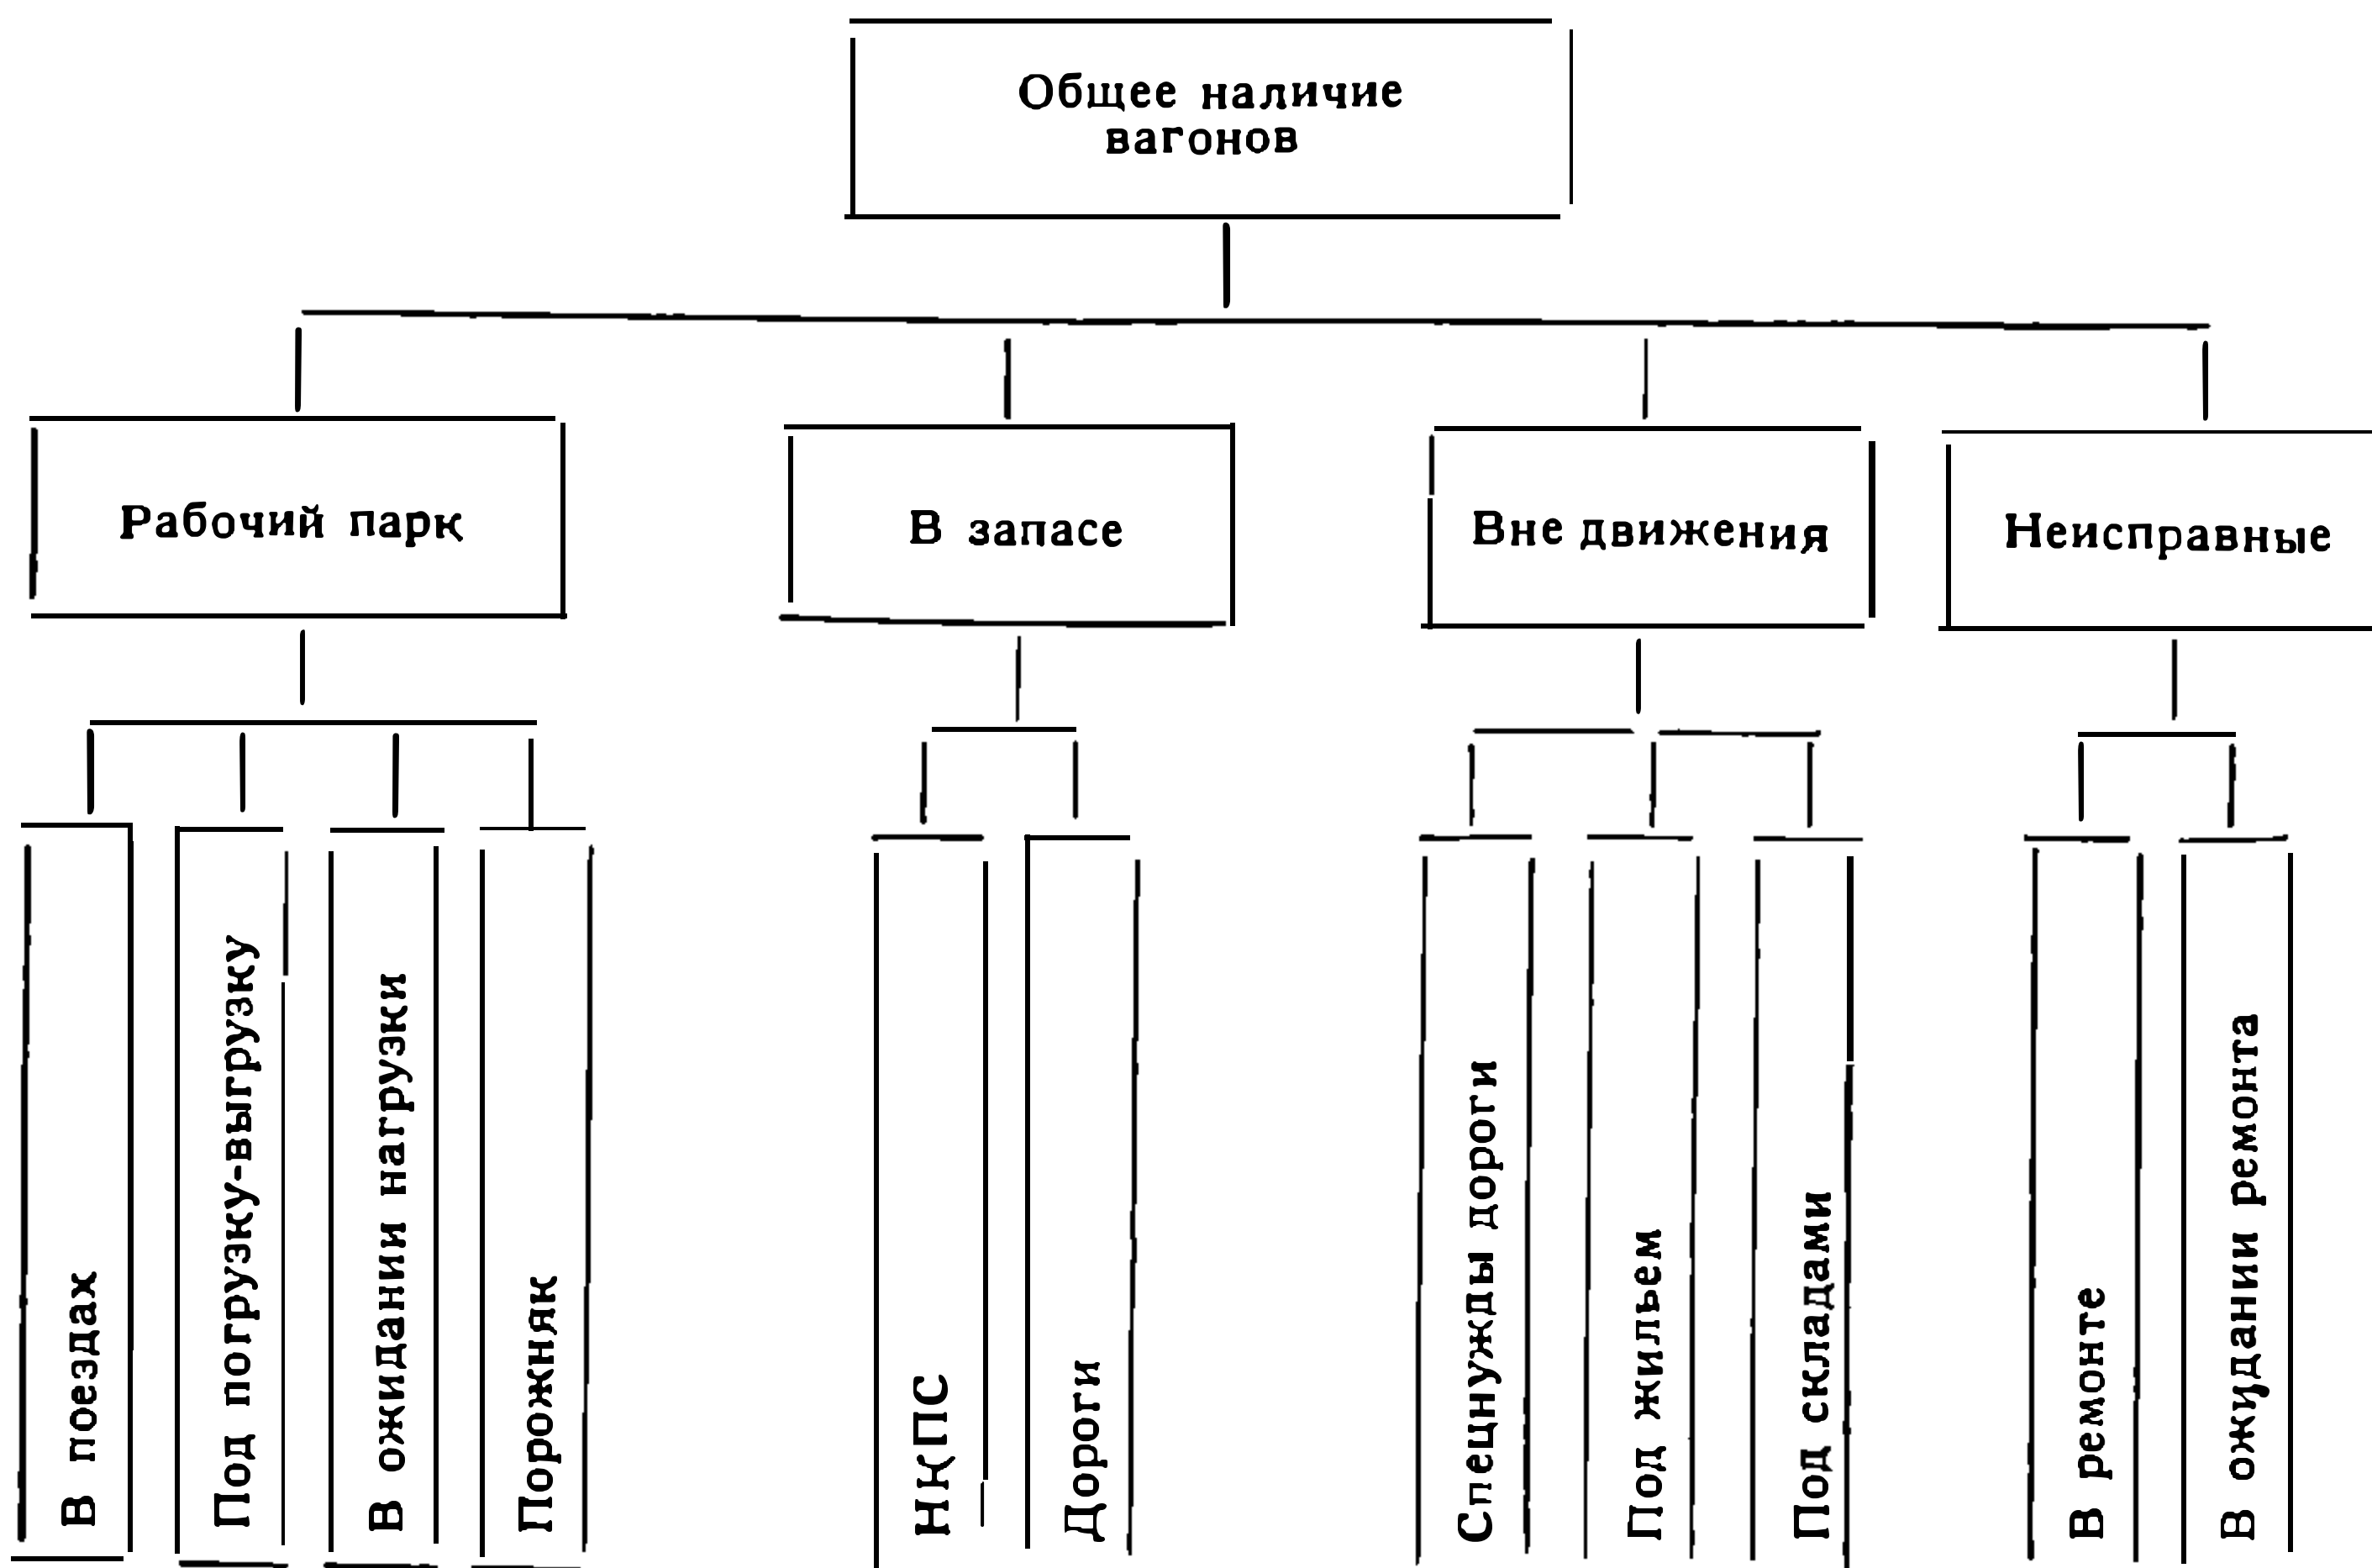 Общее наличие
вагонов
Рабочий парк
В запасе
Вне движения
Неисправные
В поездах
Под погрузку-выгрузку
В ожидании нагрузки
Порожняк
НКПС
Дороги
Спецнужды дороги
Под жильем
Под складами
В ремонте
В ожидании ремонта